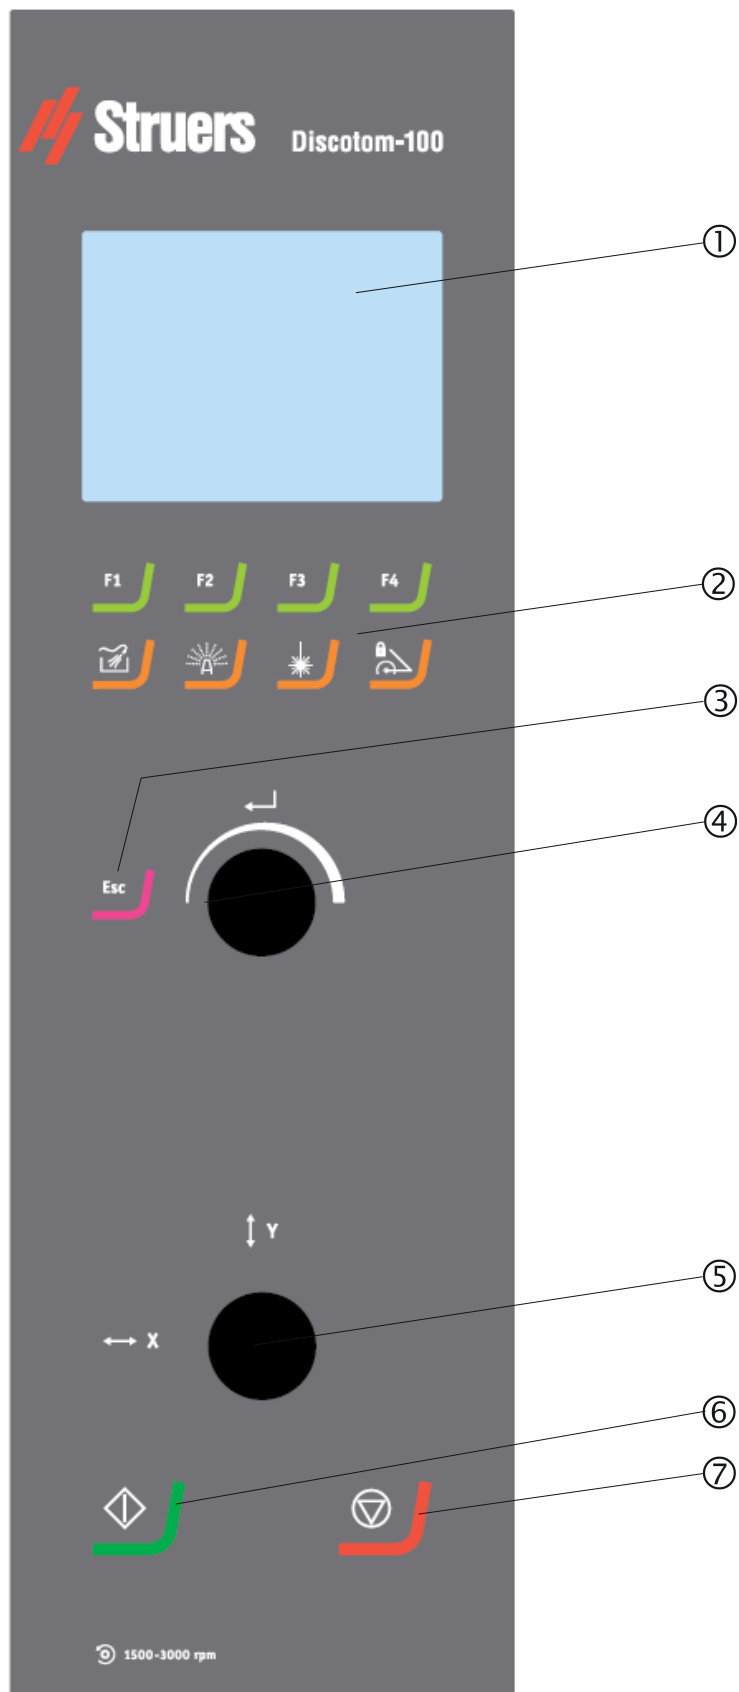 Struers Discotom-100
①
F1 F2 F3 F4
②
③
④
Esc
Y
⑤
X
⑥
⑦
1500-3000 rpm